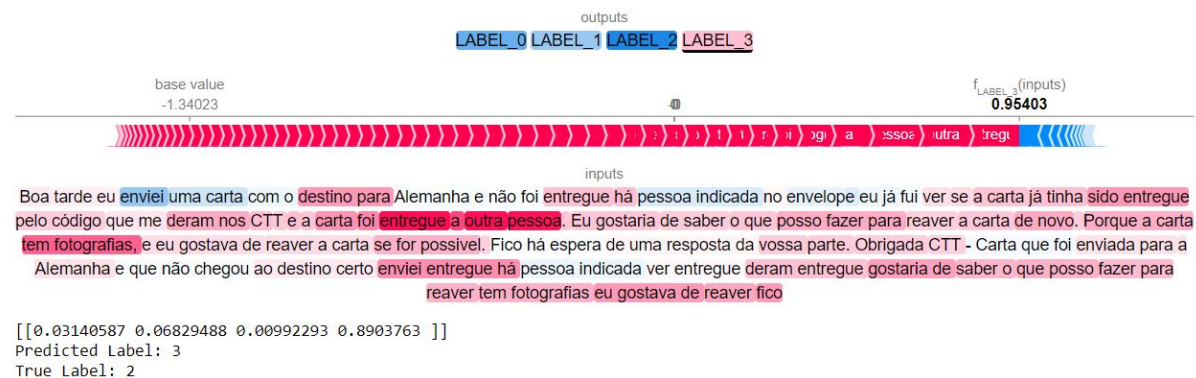 outputs
LABEL_0 LABEL_1 LABEL_2 LABEL_3
base value
-1.34023
f LABEL_3 (inputs)
0.95403
inputs
Boa tarde eu enviei uma carta com o destino para Alemanha e não foi entregue há pessoa indicada no envelope eu já fui ver se a carta já tinha sido entregue
pelo código que me deram nos CTT e a carta foi entregue a outra pessoa. Eu gostaria de saber o que posso fazer para reaver a carta de novo. Porque a carta
tem fotografias, e eu gostava de reaver a carta se for possivel. Fico há espera de uma resposta da vossa parte. Obrigada CTT - Carta que foi enviada para a
Alemanha e que não chegou ao destino certo enviei entregue há pessoa indicada ver entregue deram entregue gostaria de saber o que posso fazer para
reaver tem fotografias eu gostava de reaver fico
[[0.03140587 0.06829488 0.00992293 0.8903763 ]]
Predicted Label: 3
True Label: 2